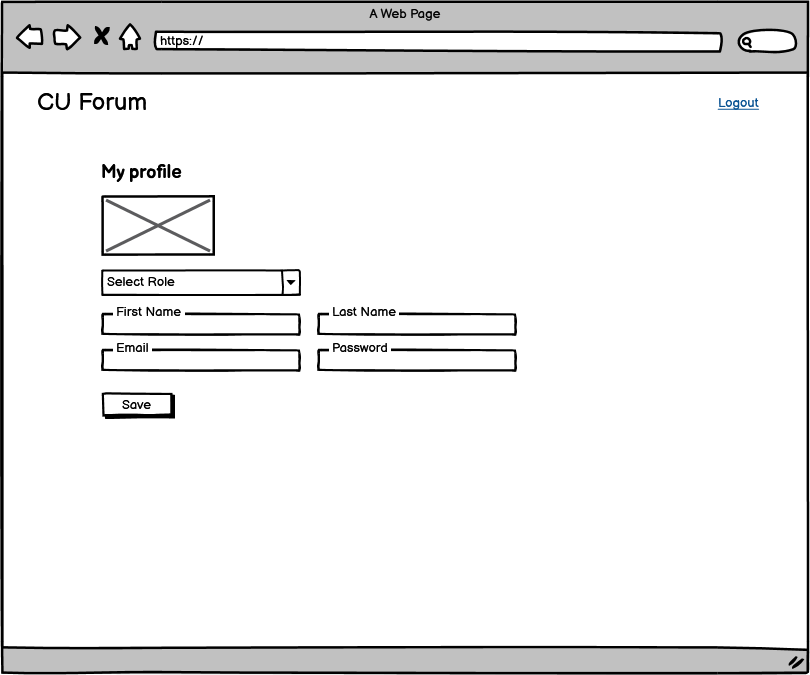 A Web Page
https://
CU Forum
Logout
My profile
Select Role
First Name
Last Name
Email
Password
Save